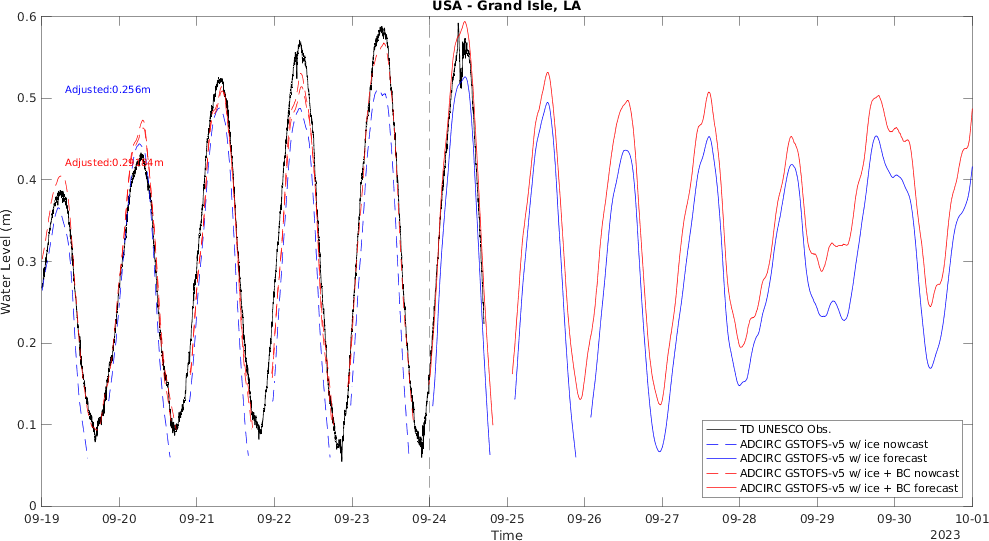 USA - Grand Isle, LA
0.6
0.5
0.4
0.3
0.2
0.1
0
Water Level (m)
Adjusted:0.256m
TD UNESCO Obs.
ADCIRC GSTOFS-v5 w/ ice nowcast
ADCIRC GSTOFS-v5 w/ ice forecast
ADCIRC GSTOFS-v5 w/ ice + BC nowcast
ADCIRC GSTOFS-v5 w/ ice + BC forecast
09-19 09-20 09-21 09-22 09-23 09-24 09-25 09-26 09-27 09-28 09-29 09-30 10-01
Time
2023